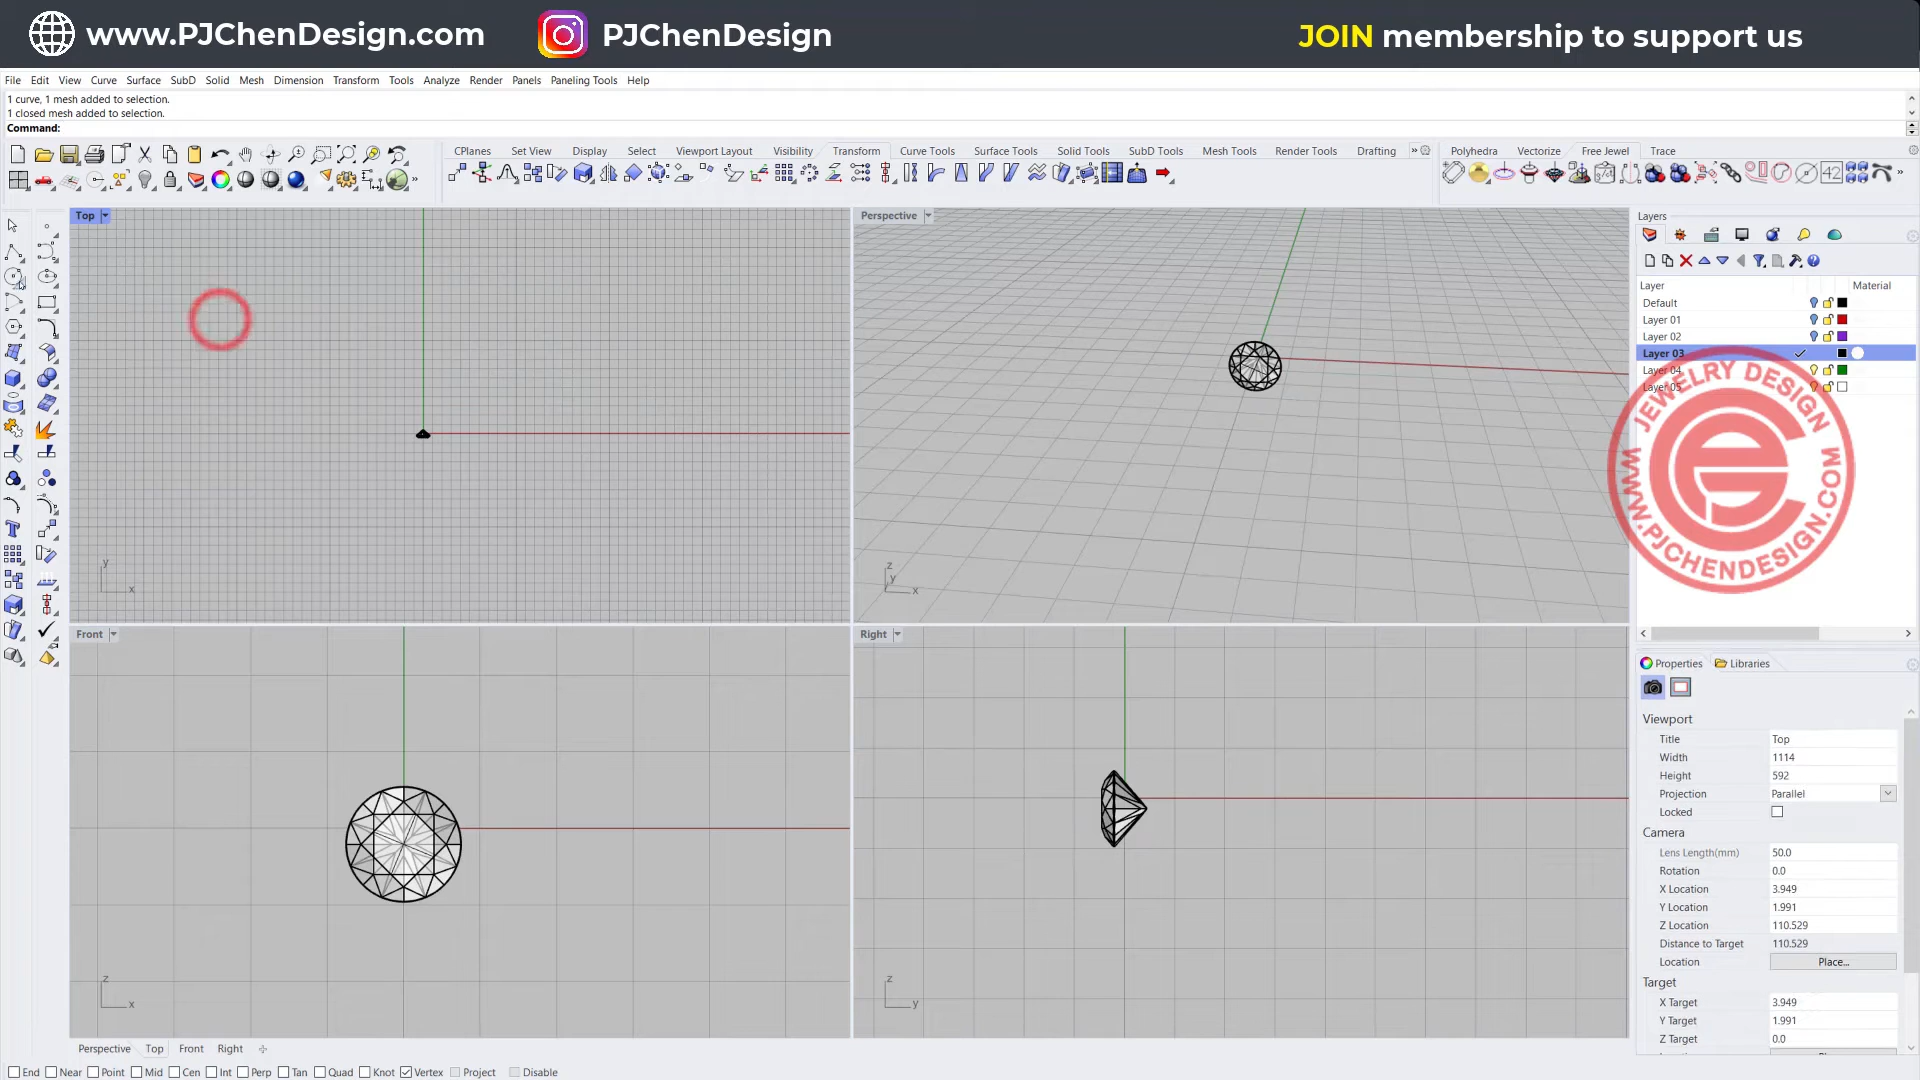 www.PJChenDesign.com
PJChenDesign
JOIN membership to support us
File Edit View Curve Surface SubD Solid Mesh Dimension Transform Tools Analyze Render Panels Paneling Tools Help
1 curve, 1 mesh added to selection.
1 closed mesh added to selection.
Command:
CPlanes Set View Display Select Viewport Layout Visibility Transform Curve Tools Surface Tools Solid Tools SubD Tools Mesh Tools Render Tools Drafting »
Polyhedra Vectorize Free Jewel Trace
42
Top
Perspective
Layers
Layer Material
Default
Layer 01
Layer 02
Layer 03
Layer 04
Layer 05
JEWELRY DESIGN
WWW.PJCHENDESIGN.COM
y
x
z
y
x
Front
Right
z
x
z
y
Properties Libraries
Viewport
Title Top
Width 1114
Height 592
Projection Parallel
Locked
Camera
Lens Length(mm) 50.0
Rotation 0.0
X Location 3.949
Y Location 1.991
Z Location 110.529
Distance to Target 110.529
Location Place...
Target
X Target 3.949
Y Target 1.991
Z Target 0.0
Perspective Top Front Right
End Near Point Mid Cen Int Perp Tan Quad Knot Vertex Project Disable